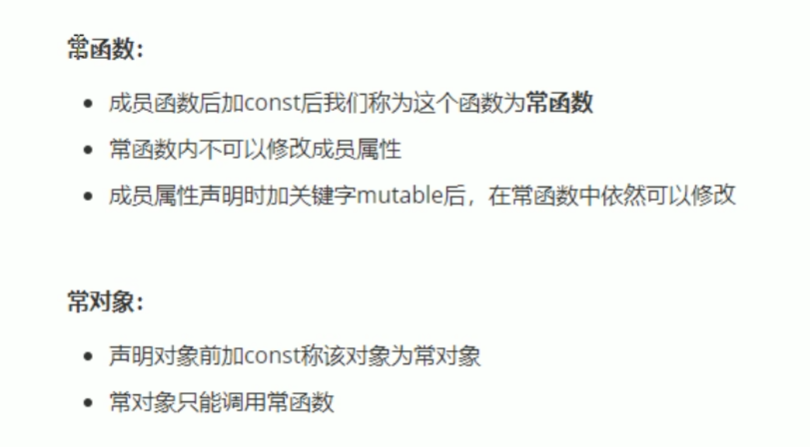 常函数：
成员函数后加const后我们称为这个函数为常函数
常函数内不可以修改成员属性
成员属性声明时加关键字mutable后，在常函数中依然可以修改
常对象：
声明对象前加const称该对象为常对象
常对象只能调用常函数